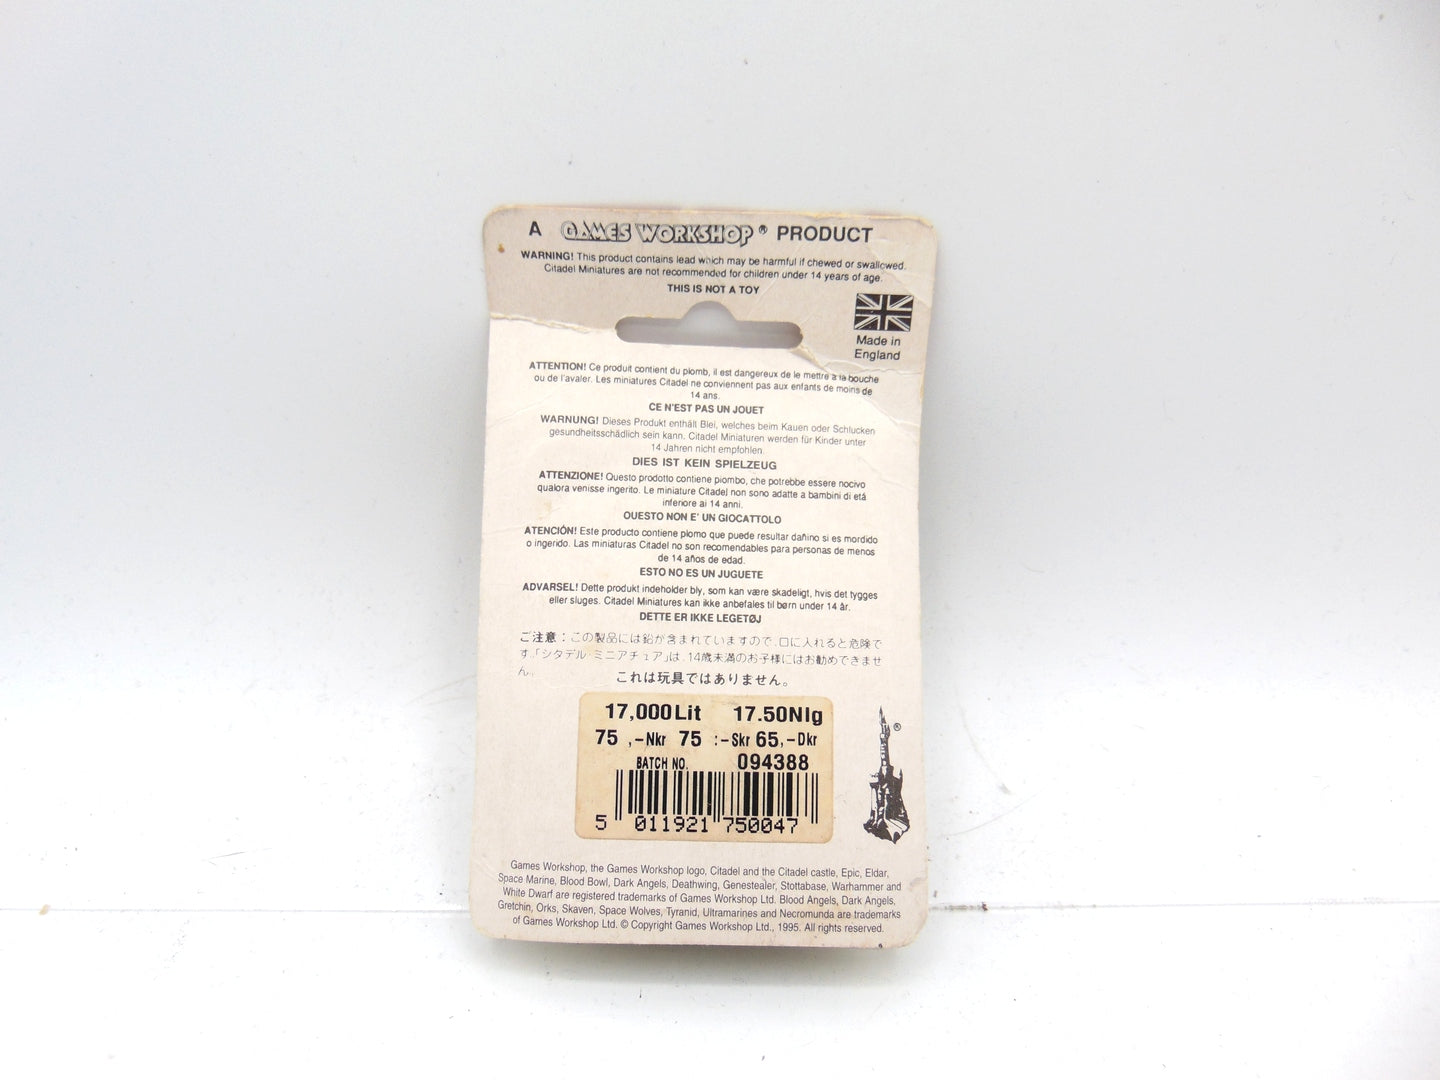 A GAMES WORKSHOP® PRODUCT
WARNING! This product contains lead which may be harmful if chewed or swallowed.
Citadel Miniatures are not recommended for children under 14 years of age.
THIS IS NOT A TOY
Made in
England
ATTENTION! Ce produit contient du plomb, il est dangereux de le mettre a la bouche
ou de l'avaler. Les miniatures Citadel ne conviennent pas aux enfants de moins de
14 ans.
CE N'EST PAS UN JOUET
WARNUNG! Dieses Produkt enthält Blei, welches beim Kauen oder Schlucken
gesundheitsschädlich sein kann. Citadel Miniaturen werden für Kinder unter
14 Jahren nicht empfohlen.
DIES IST KEIN SPIELZEUG
ATTENZIONE! Questo prodotto contiene piombo, che potrebbe essere nocivo
qualora venisse ingerito. Le miniature Citadel non sono adatte a bambini di etá
inferiore ai 14 anni.
QUESTO NON E' UN GIOCATTOLO
ATENCIÓN! Este producto contiene plomo que puede resultar dañino si es mordido
o ingerido. Las miniaturas Citadel no son recomendables para personas de menos
de 14 años de edad.
ESTO NO ES UN JUGUETE
ADVARSEL! Dette produkt indeholder bly, som kan være skadeligt, hvis det tygges
eller sluges. Citadel Miniatures kan ikke anbefales til børn under 14 år.
DETTE ER IKKE LEGETØJ
ご注意：この製品には鉛が含まれていますので、口に入れると危険で
す。「シタデル・ミニアチュア」は、14歳未満のお子様にはお勧めできませ
ん。
これは玩具ではありません。
17,000Lit 17.50Nlg
75 ,-Nkr 75 :-Skr 65,-Dkr
BATCH NO. 094388
5 011921 750047
®
Games Workshop, the Games Workshop logo, Citadel and the Citadel castle, Epic, Eldar,
Space Marine, Blood Bowl, Dark Angels, Deathwing, Genestealer, Slottabase, Warhammer and
White Dwarf are registered trademarks of Games Workshop Ltd. Blood Angels, Dark Angels,
Gretchin, Orks, Skaven, Space Wolves, Tyranid, Ultramarines and Necromunda are trademarks
of Games Workshop Ltd. © Copyright Games Workshop Ltd., 1995. All rights reserved.